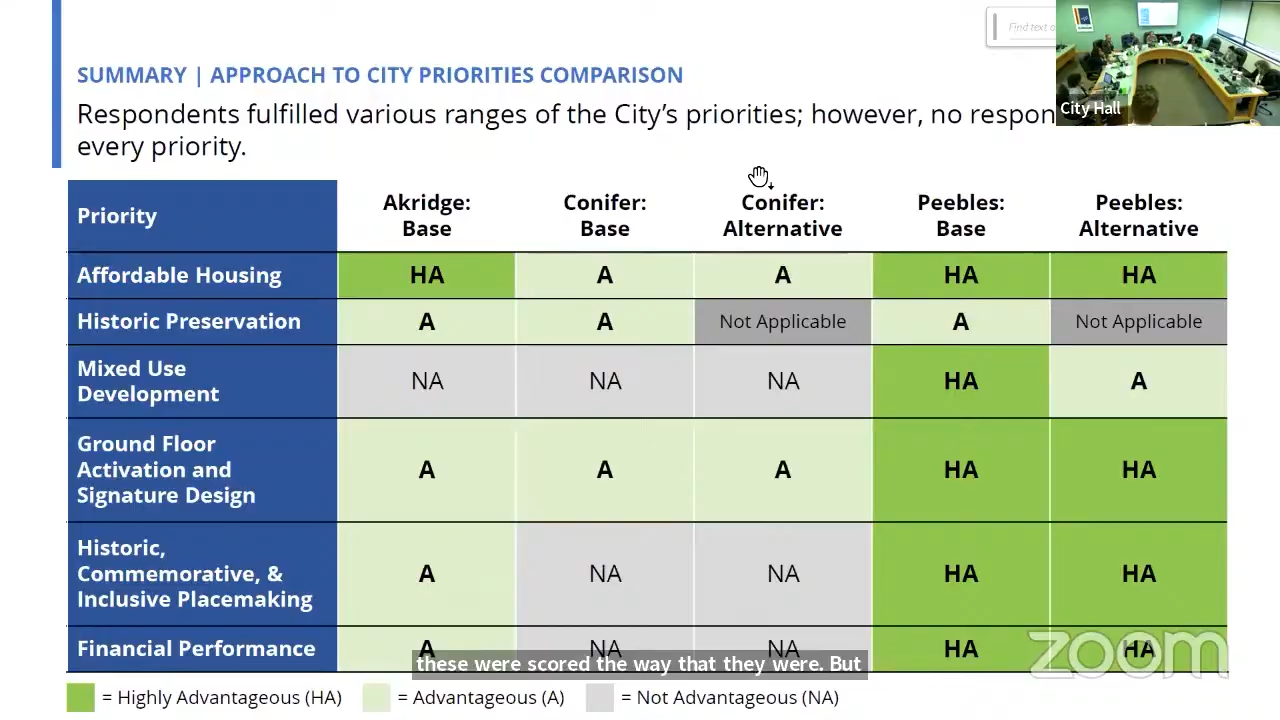 Find text o
SUMMARY | APPROACH TO CITY PRIORITIES COMPARISON
Respondents fulfilled various ranges of the City's priorities; however, no respon
every priority.
City Hall
Priority
Akridge:
Base
Conifer:
Base
Conifer:
Alternative
Peebles:
Base
Peebles:
Alternative
Affordable Housing HA A A HA HA
Historic Preservation A A Not Applicable A Not Applicable
Mixed Use
Development
NA NA NA HA A
Ground Floor
Activation and
Signature Design
A A A HA HA
Historic,
Commemorative, &
Inclusive Placemaking
A NA NA HA HA
Financial Performance A NA NA HA HA
these were scored the way that they were. But
zoom
= Highly Advantageous (HA) = Advantageous (A) = Not Advantageous (NA)